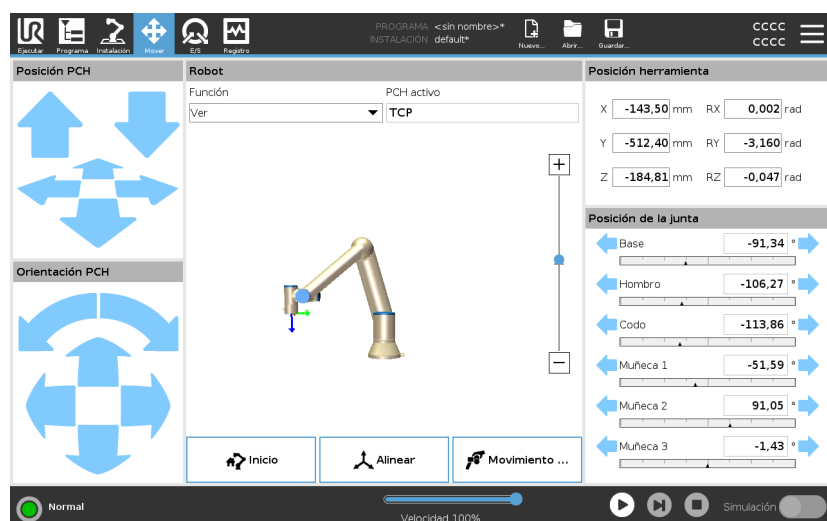 PROGRAMA <sin nombre>*
INSTALACIÓN default*
CCCC
CCCC
Ejecutar Programa Instalación Mover E/S Registro Nuevo... Abrir... Guardar...
Posición PCH
Robot
Posición herramienta
Función PCH activo
Ver TCP
X -143,50 mm RX 0,002 rad
Y -512,40 mm RY -3,160 rad
Z -184,81 mm RZ -0,047 rad
Posición de la junta
Base -91,34 °
Orientación PCH
Hombro -106,27 °
Codo -113,86 °
Muñeca 1 -51,59 °
Muñeca 2 91,05 °
Muñeca 3 -1,43 °
Inicio Alinear Movimiento ...
Normal
Velocidad 100%
Simulación